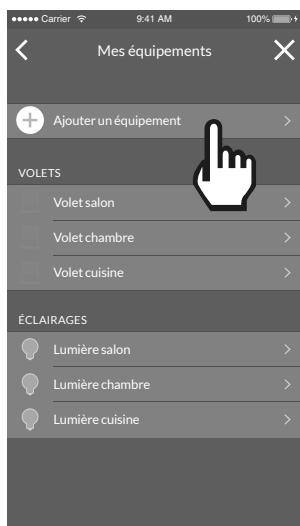 Carrier 9:41 AM 100%
Mes équipements
Ajouter un équipement
VOLETS
Volet salon
Volet chambre
Volet cuisine
ÉCLAIRAGES
Lumière salon
Lumière chambre
Lumière cuisine